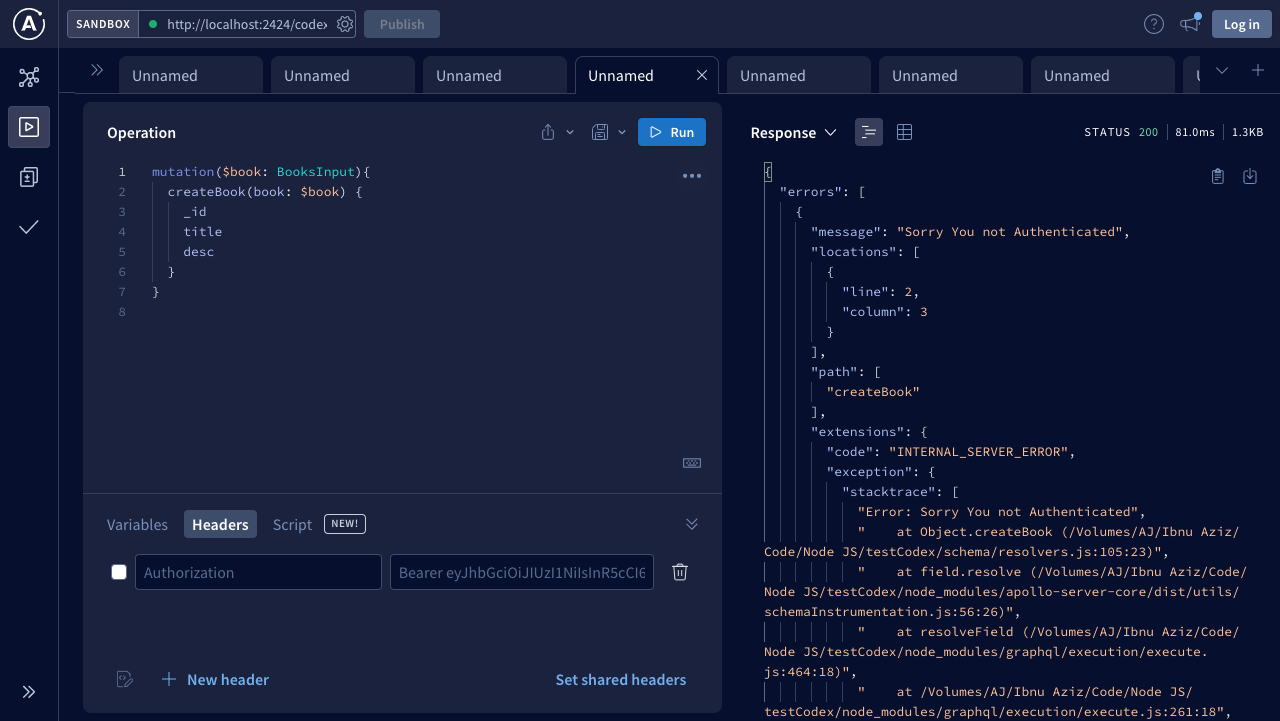 SANDBOX
http://localhost:2424/codex
Publish
Log in
Unnamed
Unnamed
Unnamed
Unnamed
Unnamed
Unnamed
Unnamed
Operation
Run
1 mutation($book: BooksInput){
2 createBook(book: $book) {
3 _id
4 title
5 desc
6 }
7 }
8
Variables
Headers
Script
NEW!
Authorization
Bearer eyJhbGciOiJIUzI1NiIsInR5cCI6
New header
Set shared headers
Response
STATUS 200
81.0ms
1.3KB
{
"errors": [
{
"message": "Sorry You not Authenticated",
"locations": [
{
"line": 2,
"column": 3
}
],
"path": [
"createBook"
],
"extensions": {
"code": "INTERNAL_SERVER_ERROR",
"exception": {
"stacktrace": [
"Error: Sorry You not Authenticated",
"    at Object.createBook (/Volumes/AJ/Ibnu Aziz/
Code/Node JS/testCodex/schema/resolvers.js:105:23)",
"    at field.resolve (/Volumes/AJ/Ibnu Aziz/Code/
Node JS/testCodex/node_modules/apollo-server-core/dist/utils/
schemaInstrumentation.js:56:26)",
"    at resolveField (/Volumes/AJ/Ibnu Aziz/Code/
Node JS/testCodex/node_modules/graphql/execution/execute.
js:464:18)",
"    at /Volumes/AJ/Ibnu Aziz/Code/Node JS/
testCodex/node_modules/graphql/execution/execute.js:261:18",